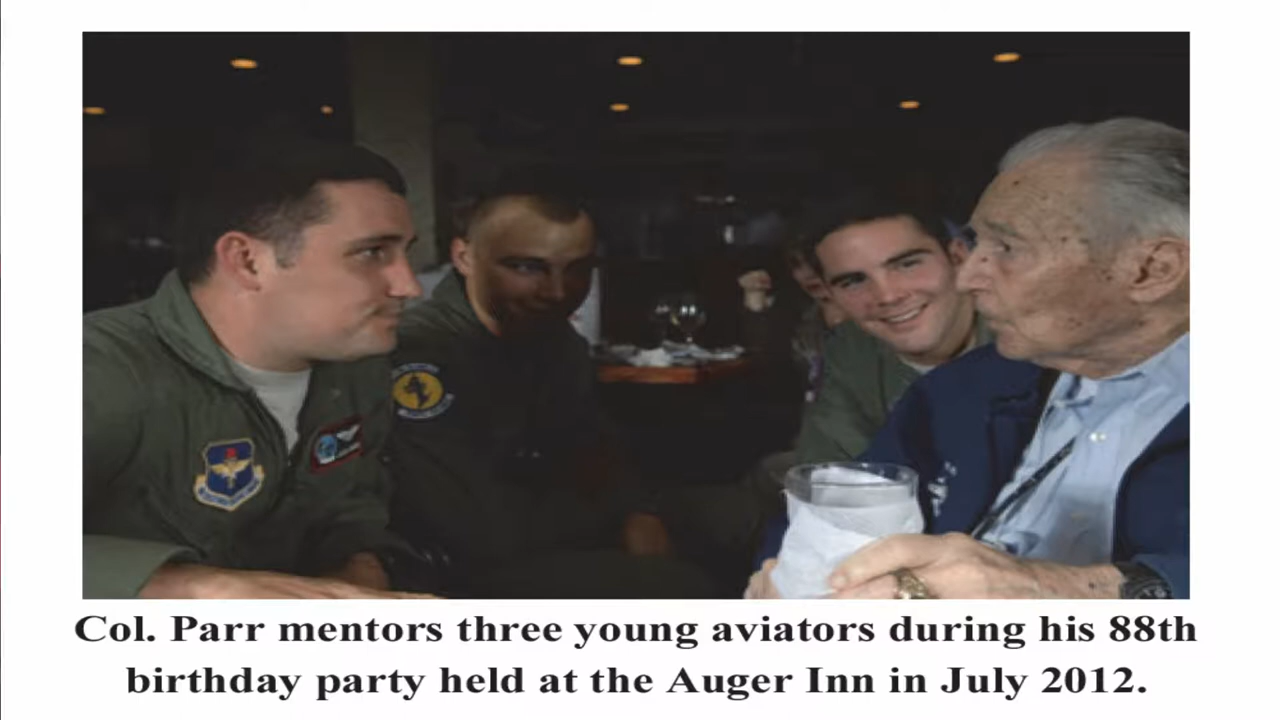 Col. Parr mentors three young aviators during his 88th
birthday party held at the Auger Inn in July 2012.